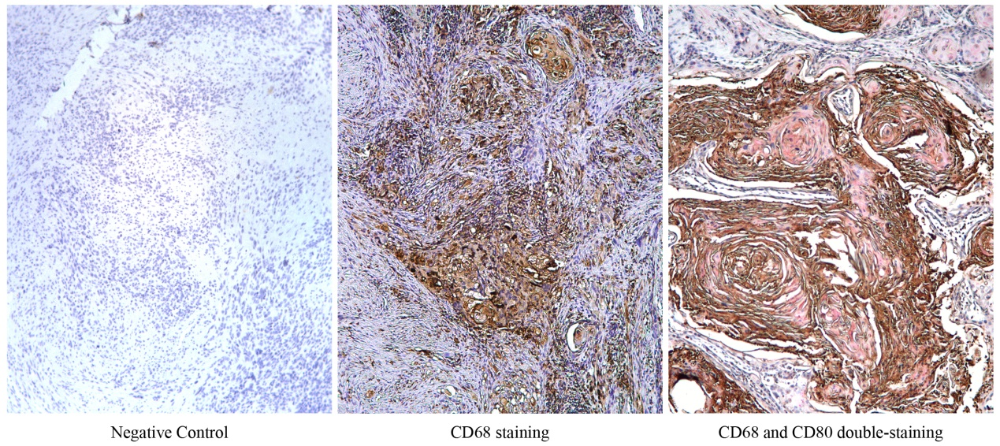 Negative Control
CD68 staining
CD68 and CD80 double-staining